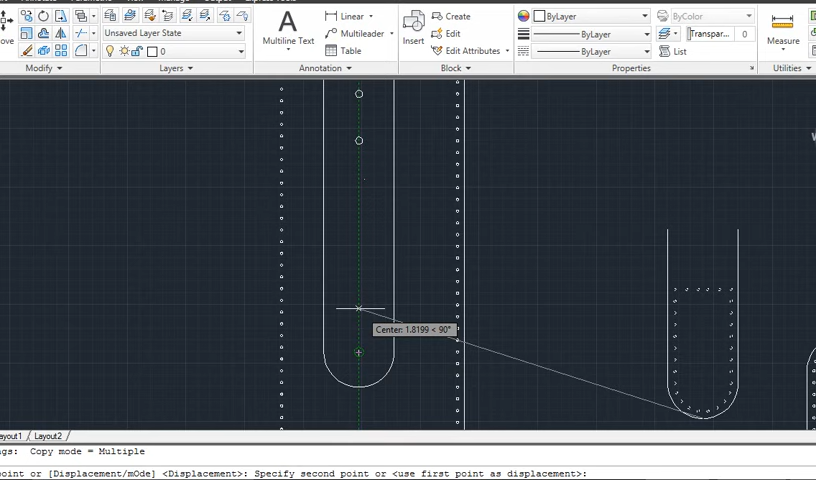 Linear
Create
ByLayer
ByColor
Multileader
Unsaved Layer State
Edit
ByLayer
Transpar... 0
ove
Multiline Text
Table
Insert
Edit Attributes
ByLayer
List
Measure
0
Modify
Layers
Annotation
Block
Properties
Utilities
Center: 1.8199 < 90°
ayout1
Layout2
ngs: Copy mode = Multiple
point or [Displacement/mOde] <Displacement>: Specify second point or <use first point as displacement>: